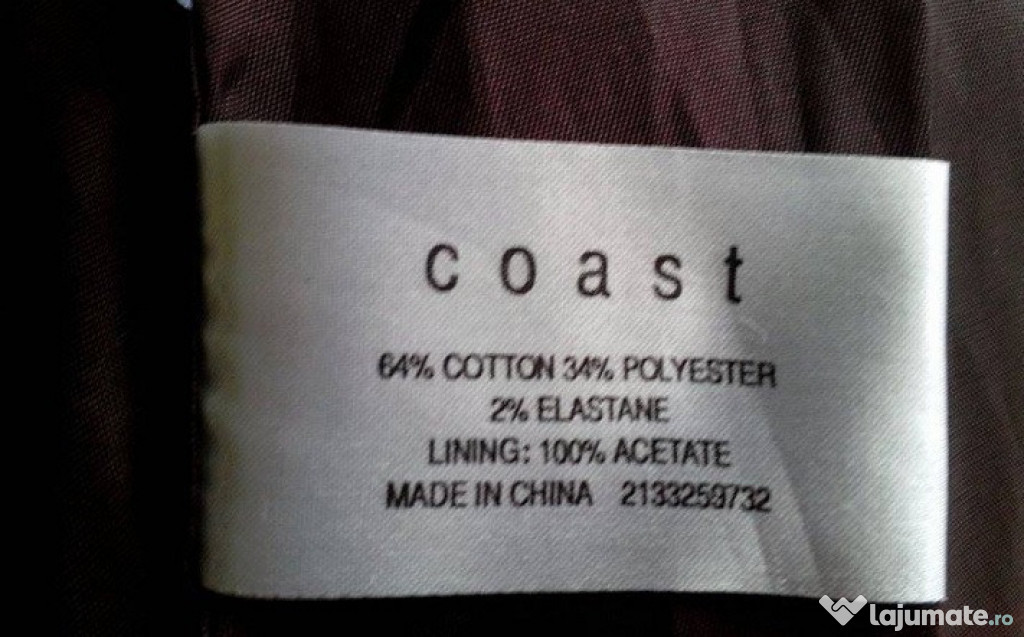 coast
64% COTTON 34% POLYESTER
2% ELASTANE
LINING: 100% ACETATE
MADE IN CHINA 2133259732
lajumate.ro